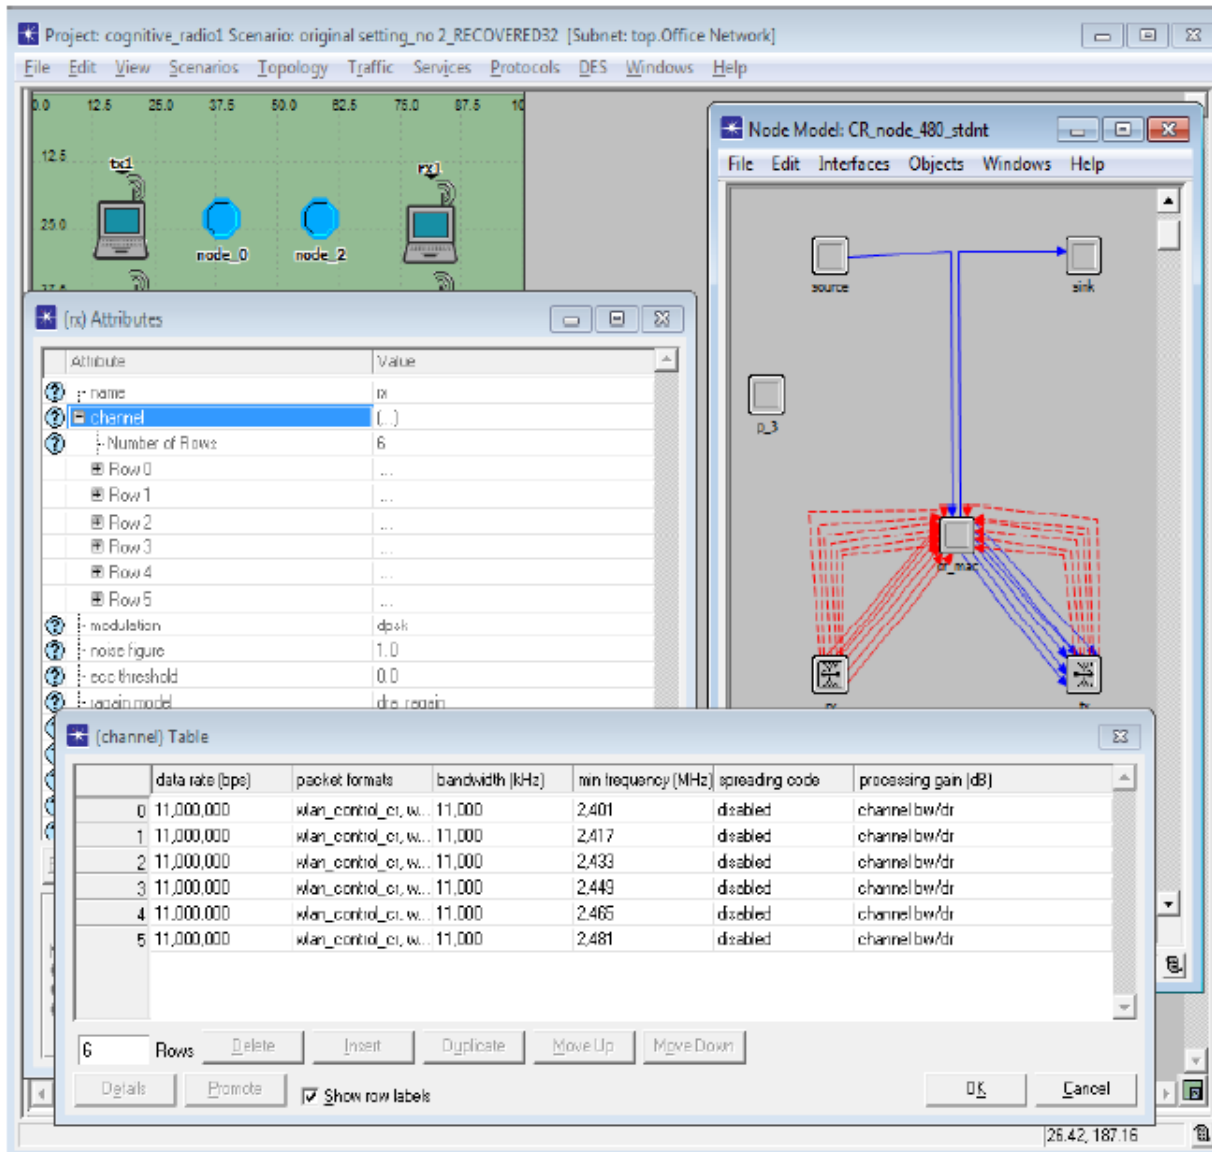 Project: cognitive_radio1 Scenario: original setting_no 2_RECOVERED32 [Subnet: top.Office Network]
File Edit View Scenarios Topology Traffic Services Protocols DES Windows Help
0.0 12.5 25.0 37.5 50.0 62.5 75.0 87.5 10
12.5
tx1
rx1
25.0
node_0
node_2
37.5
Node Model: CR_node_480_stdnt
File Edit Interfaces Objects Windows Help
source
sink
p_3
cr_mac
rx
tx
(rx) Attributes
Attribute Value
name rx
channel (...)
Number of Rows 6
Row 0 ...
Row 1 ...
Row 2 ...
Row 3 ...
Row 4 ...
Row 5 ...
modulation dpsk
noise figure 1.0
ecc threshold 0.0
ragain model dra_ragain
(channel) Table
data rate (bps) packet formats bandwidth (kHz) min frequency (MHz) spreading code processing gain (dB)
0 11,000,000 wlan_control_cr, w... 11,000 2,401 disabled channel bw/dr
1 11,000,000 wlan_control_cr, w... 11,000 2,417 disabled channel bw/dr
2 11,000,000 wlan_control_cr, w... 11,000 2,433 disabled channel bw/dr
3 11,000,000 wlan_control_cr, w... 11,000 2,449 disabled channel bw/dr
4 11,000,000 wlan_control_cr, w... 11,000 2,465 disabled channel bw/dr
5 11,000,000 wlan_control_cr, w... 11,000 2,481 disabled channel bw/dr
6 Rows Delete Insert Duplicate Move Up Move Down
Details Promote Show row labels OK Cancel
26.42, 187.16